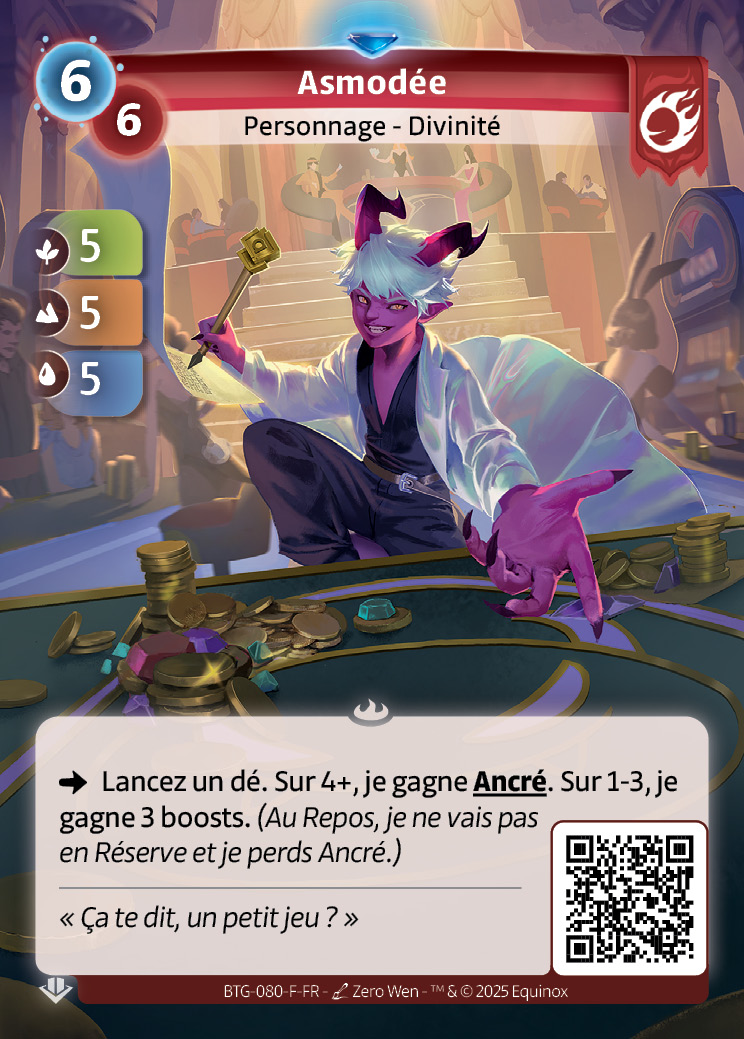 6
Asmodée
6
Personnage - Divinité
5
5
5
Lancez un dé. Sur 4+, je gagne Ancré. Sur 1-3, je
gagne 3 boosts. (Au Repos, je ne vais pas
en Réserve et je perds Ancré.)
« Ça te dit, un petit jeu ? »
BTG-080-F-FR - Zero Wen - ™ & © 2025 Equinox